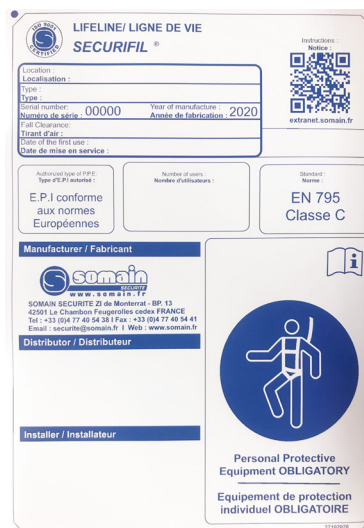 ISO 9001
CERTIFIED
LIFELINE/ LIGNE DE VIE
SECURIFIL ®
Instructions :
Notice :
extranet.somain.fr
Location :
Localisation :
Type :
Type :
Serial number:
Numéro de série : 00000
Year of manufacture :
Année de fabrication : 2020
Fall Clearance:
Tirant d'air :
Date of the first use :
Date de mise en service :
Authorized type of P.P.E:
Type d'E.P.I autorisé :
E.P.I conforme
aux normes
Européennes
Number of users :
Nombre d'utilisateurs :
Standard :
Norme :
EN 795
Classe C
Manufacturer / Fabricant
somain
SECURITE
www.somain.fr
SOMAIN SECURITE ZI de Monterrat - BP. 13
42501 Le Chambon Feugerolles cedex FRANCE
Tel : +33 (0)4 77 40 54 38 I Fax : +33 (0)4 77 40 54 41
Email : securite@somain.fr I Web : www.somain.fr
Distributor / Distributeur
Installer / Installateur
i
Personal Protective
Equipment OBLIGATORY
Equipement de protection
individuel OBLIGATOIRE